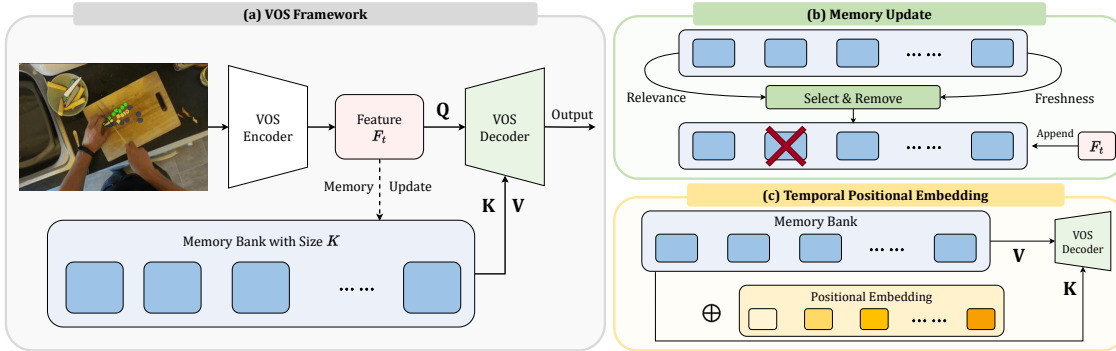 (a) VOS Framework
VOS
Encoder
Feature
F_t
Q
VOS
Decoder
Output
Memory Update
K V
Memory Bank with Size K
... ...
(b) Memory Update
... ...
Relevance
Select & Remove
Freshness
... ...
Append
F_t
(c) Temporal Positional Embedding
Memory Bank
... ...
V
VOS
Decoder
K
⊕
Positional Embedding
... ...